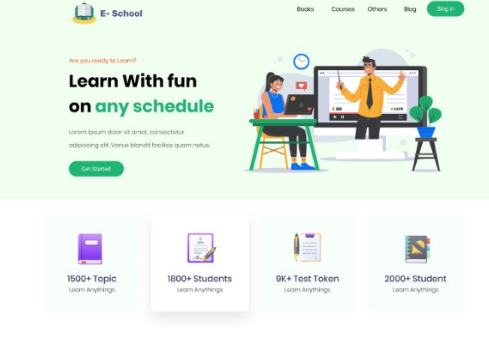 E- School
Books Courses Others Blog Sing in
Are you ready to Learn?
Learn With fun
on any schedule
Lorem ipsum dolor sit amet, consectetur
adipiscing elit. Varius blandit facilisis quam netus.
Get Started
LIVE
1500+ Topic
Learn Anythings
1800+ Students
Learn Anythings
9K+ Test Token
Learn Anythings
2000+ Student
Learn Anythings